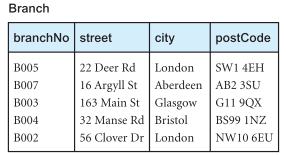 Branch
branchNo street city postCode
B005 22 Deer Rd London SW1 4EH
B007 16 Argyll St Aberdeen AB2 3SU
B003 163 Main St Glasgow G11 9QX
B004 32 Manse Rd Bristol BS99 1NZ
B002 56 Clover Dr London NW10 6EU